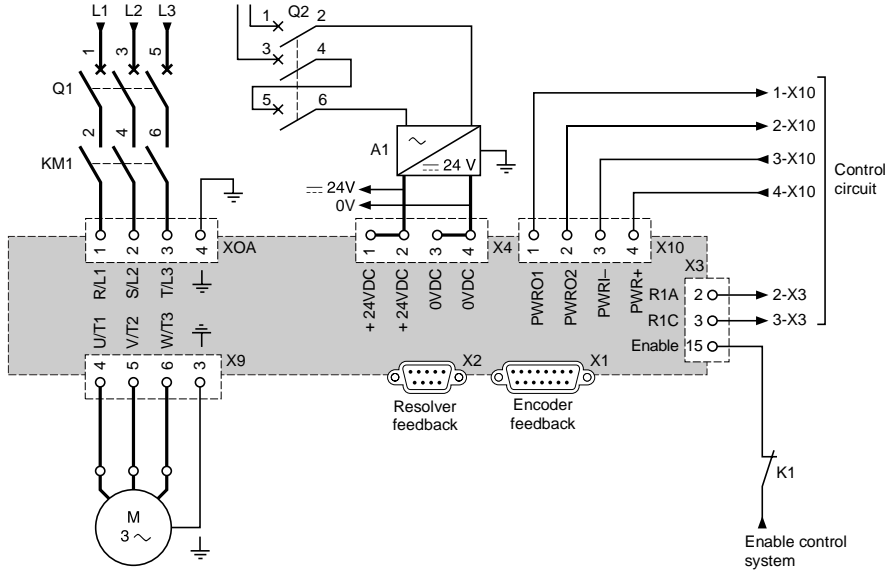 L1 L2 L3
1 3 5
Q1
2 4 6
KM1
Q2
1 2
3 4
5 6
A1
24 V
24V
0V
1-X10
2-X10
3-X10
4-X10
Control
circuit
1 2 3 4
XOA
R/L1 S/L2 T/L3
1 2 3 4
X4
+24VDC +24VDC 0VDC 0VDC
1 2 3 4
X10
PWRO1 PWRO2 PWRI– PWR+
X3
R1A 2
2-X3
R1C 3
3-X3
Enable 15
U/T1 V/T2 W/T3
4 5 6 3
X9
X2
Resolver
feedback
X1
Encoder
feedback
K1
Enable control
system
M
3